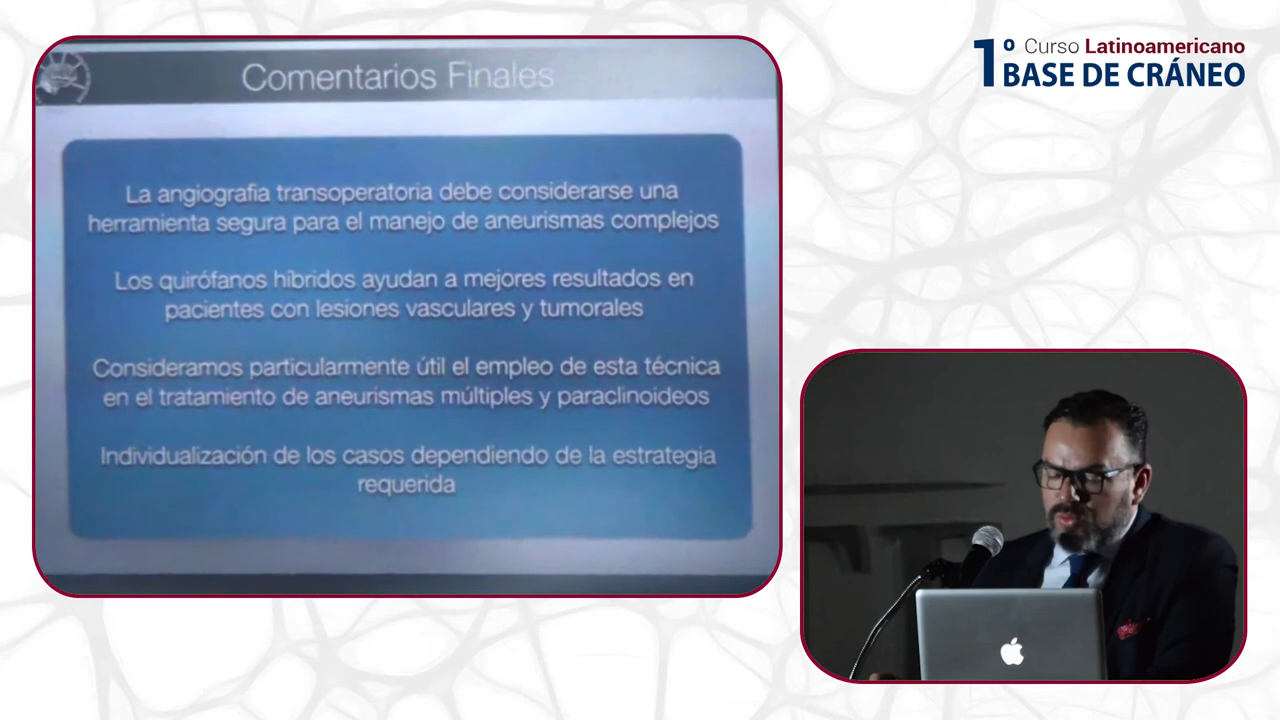 Comentarios Finales
La angiografia transoperatoria debe considerarse una
herramienta segura para el manejo de aneurismas complejos
Los quirófanos híbridos ayudan a mejores resultados en
pacientes con lesiones vasculares y tumorales
Consideramos particularmente útil el empleo de esta técnica
en el tratamiento de aneurismas múltiples y paraclinoideos
Individualización de los casos dependiendo de la estrategia
requerida
1º Curso Latinoamericano
BASE DE CRÁNEO